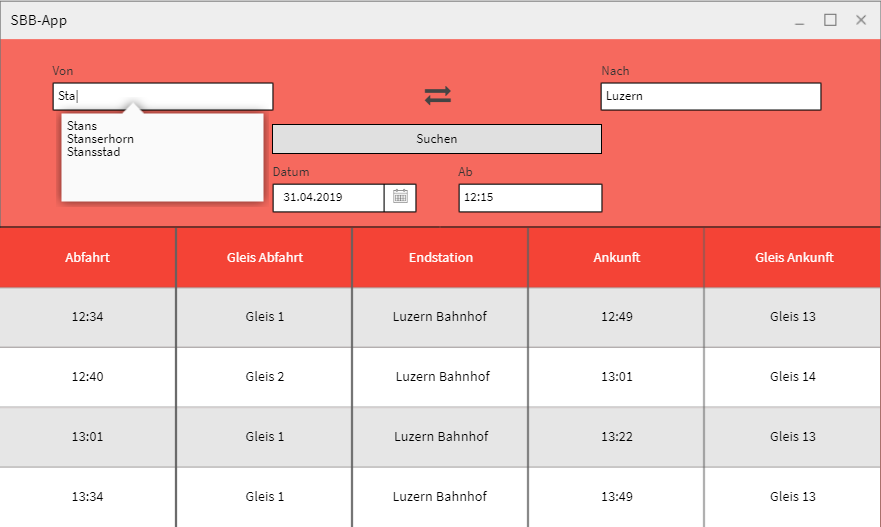 SBB-App
Von Nach
Sta Luzern
Stans
Stanserhorn
Stansstad
Suchen
Datum Ab
31.04.2019 12:15
Abfahrt Gleis Abfahrt Endstation Ankunft Gleis Ankunft
12:34 Gleis 1 Luzern Bahnhof 12:49 Gleis 13
12:40 Gleis 2 Luzern Bahnhof 13:01 Gleis 14
13:01 Gleis 1 Luzern Bahnhof 13:22 Gleis 13
13:34 Gleis 1 Luzern Bahnhof 13:49 Gleis 13